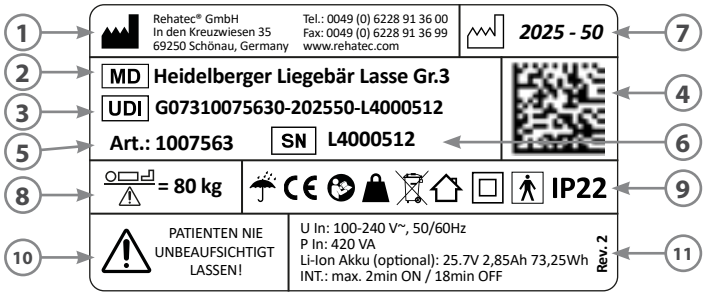 1
Rehatec® GmbH
In den Kreuzwiesen 35
69250 Schönau, Germany
Tel.: 0049 (0) 6228 91 36 00
Fax: 0049 (0) 6228 91 36 99
www.rehatec.com
2025 - 50
7
2
MD Heidelberger Liegebär Lasse Gr.3
3
UDI G07310075630-202550-L4000512
4
5
Art.: 1007563
SN L4000512
6
8
= 80 kg
CE
IP22
9
10
PATIENTEN NIE
UNBEAUFSICHTIGT
LASSEN!
U In: 100-240 V~, 50/60Hz
P In: 420 VA
Li-Ion Akku (optional): 25.7V 2,85Ah 73,25Wh
INT.: max. 2min ON / 18min OFF
Rev. 2
11